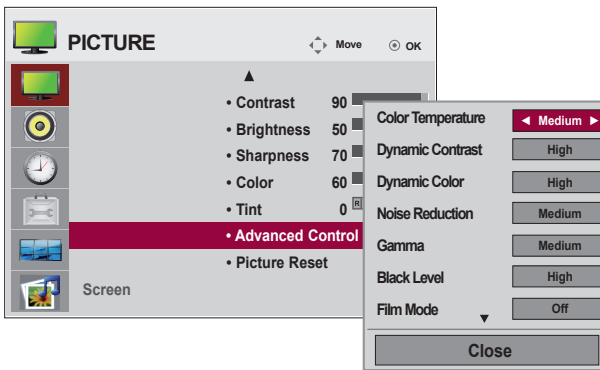 PICTURE
Move
OK
• Contrast 90
• Brightness 50
• Sharpness 70
• Color 60
• Tint 0 R
• Advanced Control
• Picture Reset
Screen
Color Temperature ◄ Medium ►
Dynamic Contrast High
Dynamic Color High
Noise Reduction Medium
Gamma Medium
Black Level High
Film Mode Off
Close